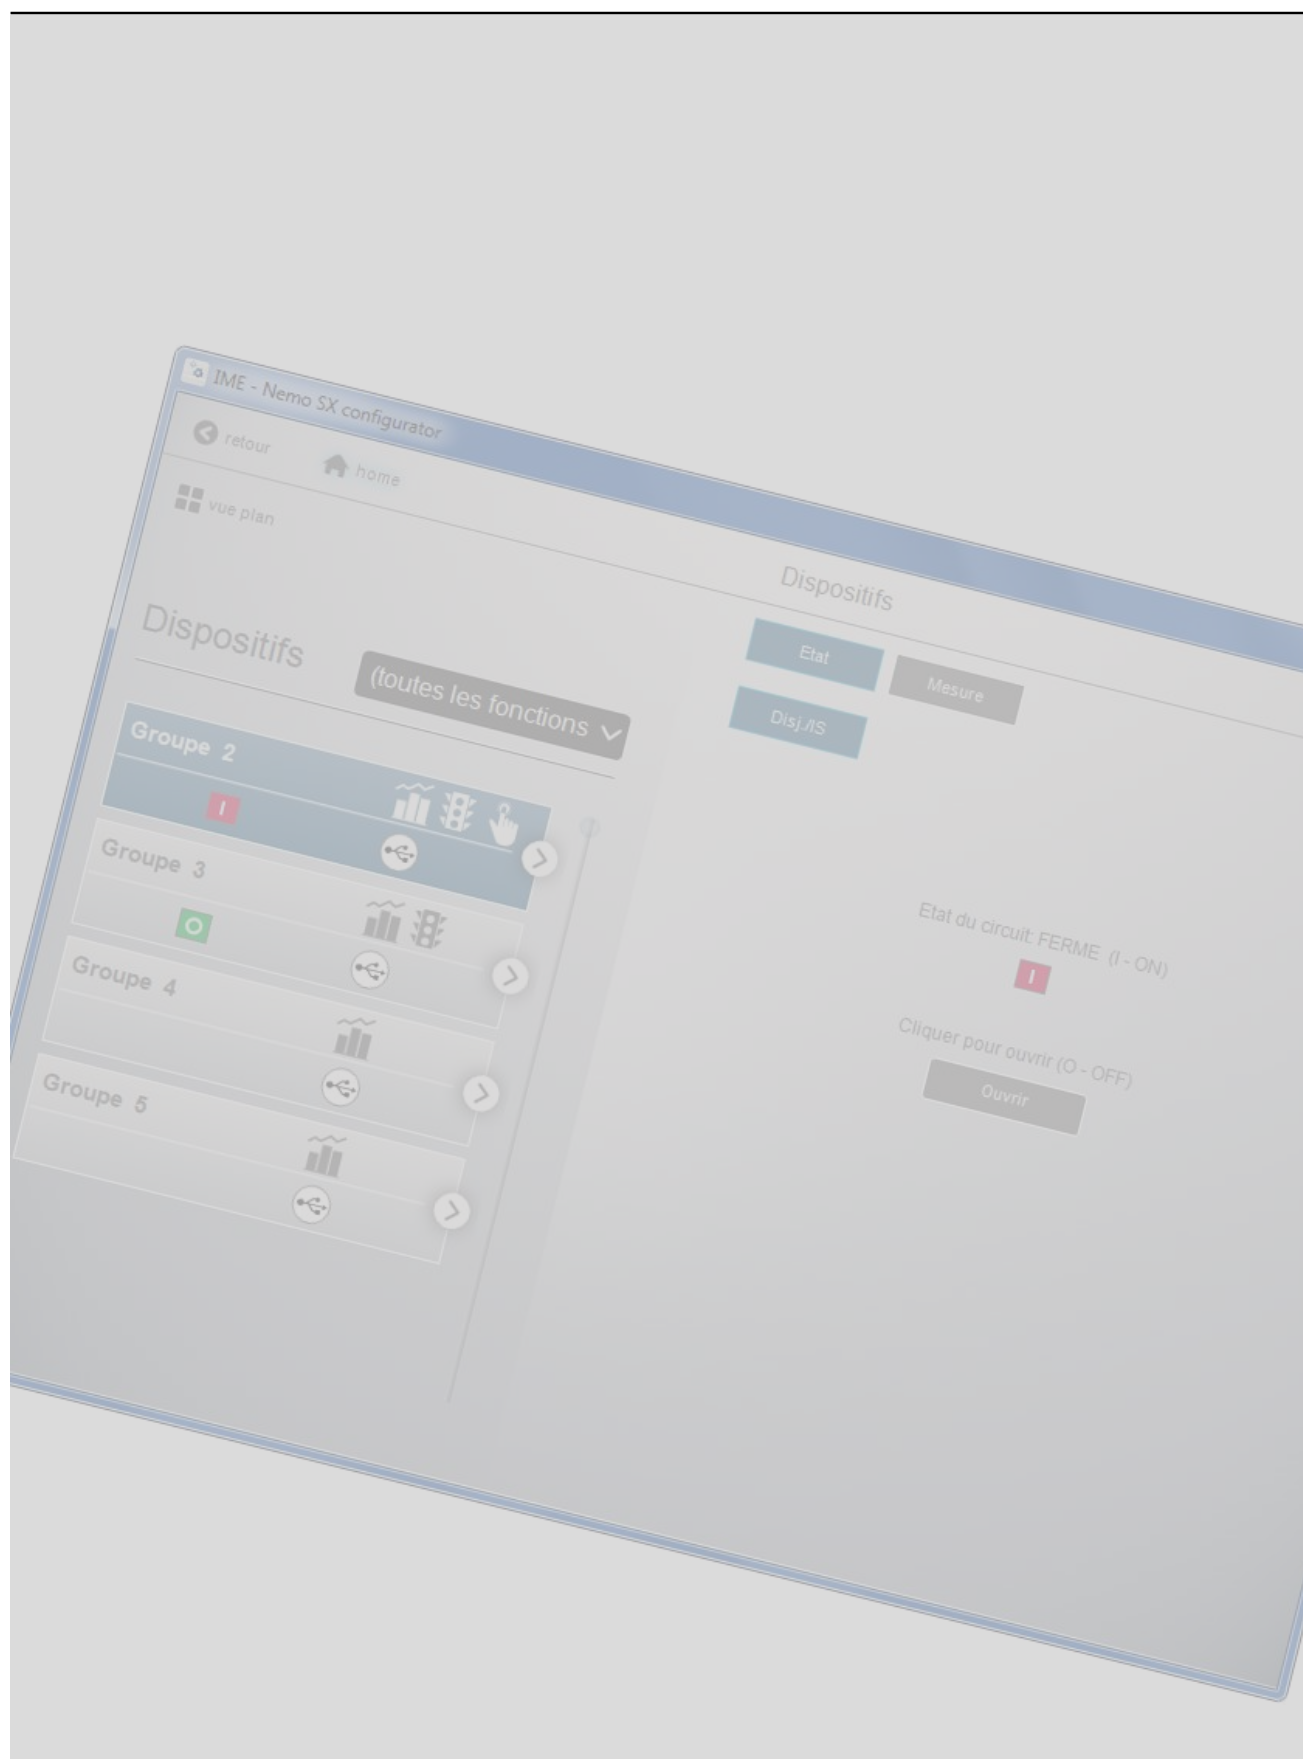 IME - Nemo SX configurator
retour
home
vue plan
Dispositifs
Dispositifs
(toutes les fonctions
Etat
Mesure
Disj./IS
Groupe 2
I
Groupe 3
O
Groupe 4
Groupe 5
Etat du circuit: FERME (I - ON)
I
Cliquer pour ouvrir (O - OFF)
Ouvrir